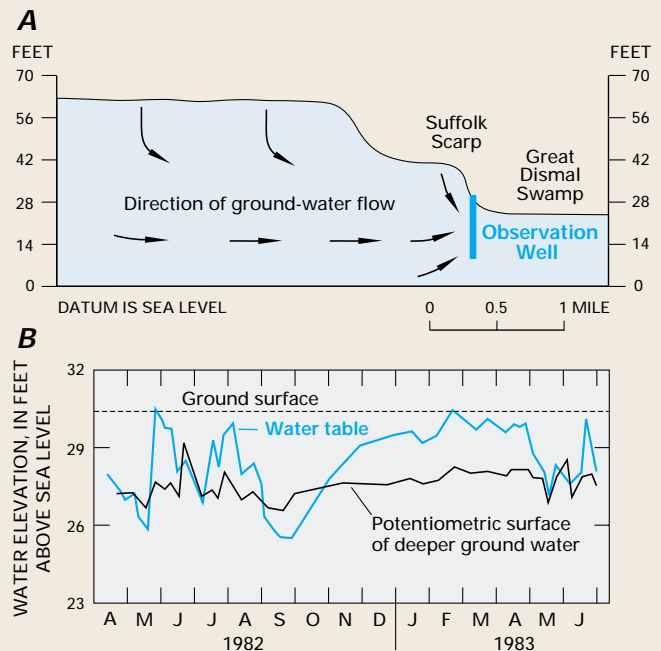 A
FEET
FEET
70
56
42
28
14
0
70
56
42
28
14
0
Suffolk
Scarp
Great
Dismal
Swamp
Direction of ground-water flow
Observation
Well
DATUM IS SEA LEVEL
0 0.5 1 MILE
B
WATER ELEVATION, IN FEET
ABOVE SEA LEVEL
32
29
26
23
Ground surface
Water table
Potentiometric surface
of deeper ground water
A M J J A S O N D J F M A M J
1982 1983